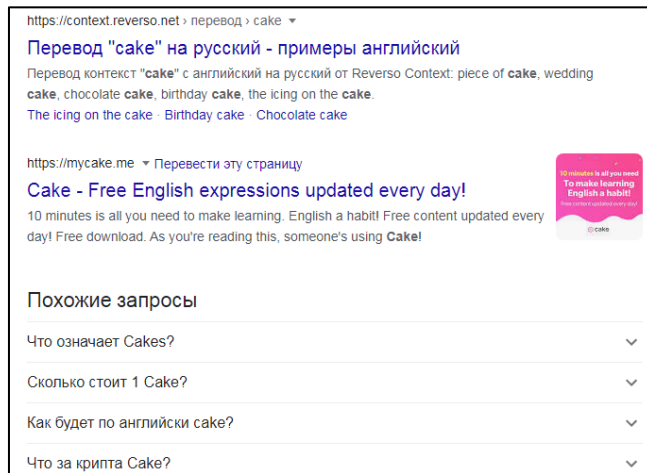 https://context.reverso.net › перевод › cake
Перевод "cake" на русский - примеры английский
Перевод контекст "cake" c английский на русский от Reverso Context: piece of cake, wedding
cake, chocolate cake, birthday cake, the icing on the cake.
The icing on the cake · Birthday cake · Chocolate cake
https://mycake.me Перевести эту страницу
Cake - Free English expressions updated every day!
10 minutes is all you need to make learning. English a habit! Free content updated every
day! Free download. As you're reading this, someone's using Cake!
10 minutes is all you need
To make learning
English a habit!
Free content updated every day!
cake
Похожие запросы
Что означает Cakes?
Сколько стоит 1 Cake?
Как будет по английски cake?
Что за крипта Cake?